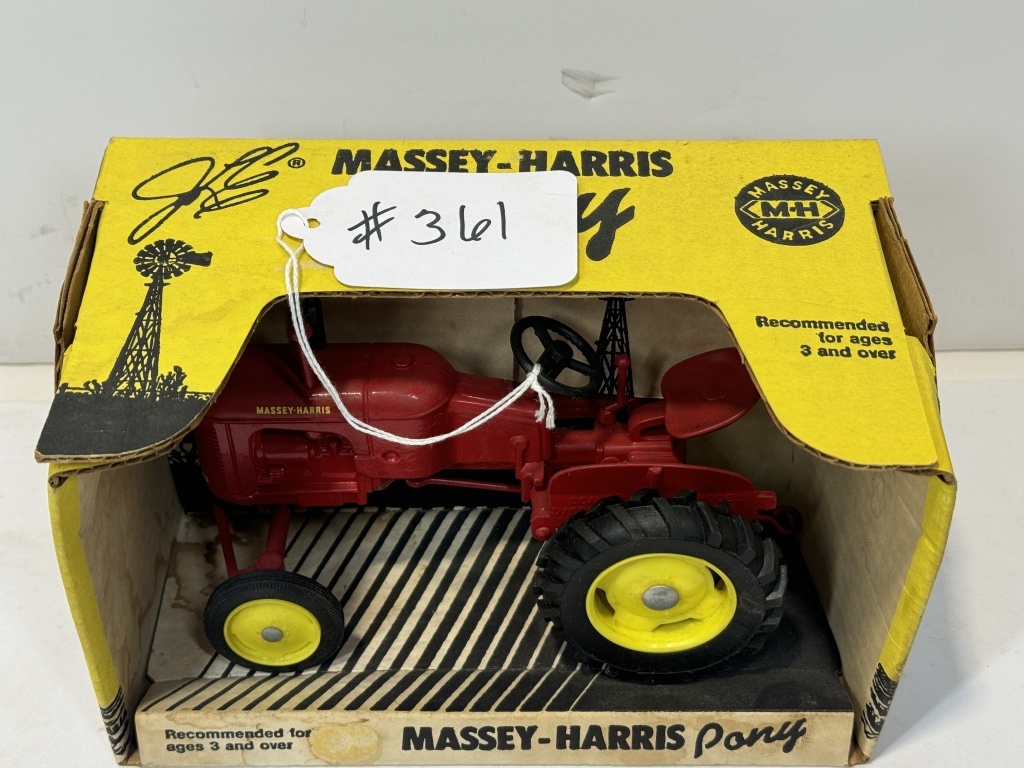 JLE®
MASSEY-HARRIS
# 361
MASSEY
M-H
HARRIS
Recommended
for ages
3 and over
MASSEY-HARRIS
Recommended for
ages 3 and over
MASSEY-HARRIS Pony